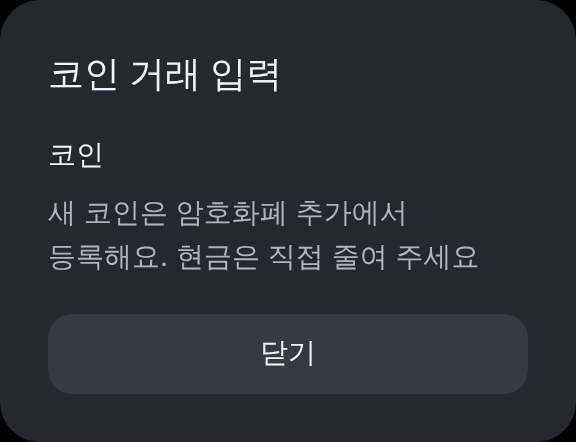 코인 거래 입력
코인
새 코인은 암호화폐 추가에서
등록해요. 현금은 직접 줄여 주세요
닫기